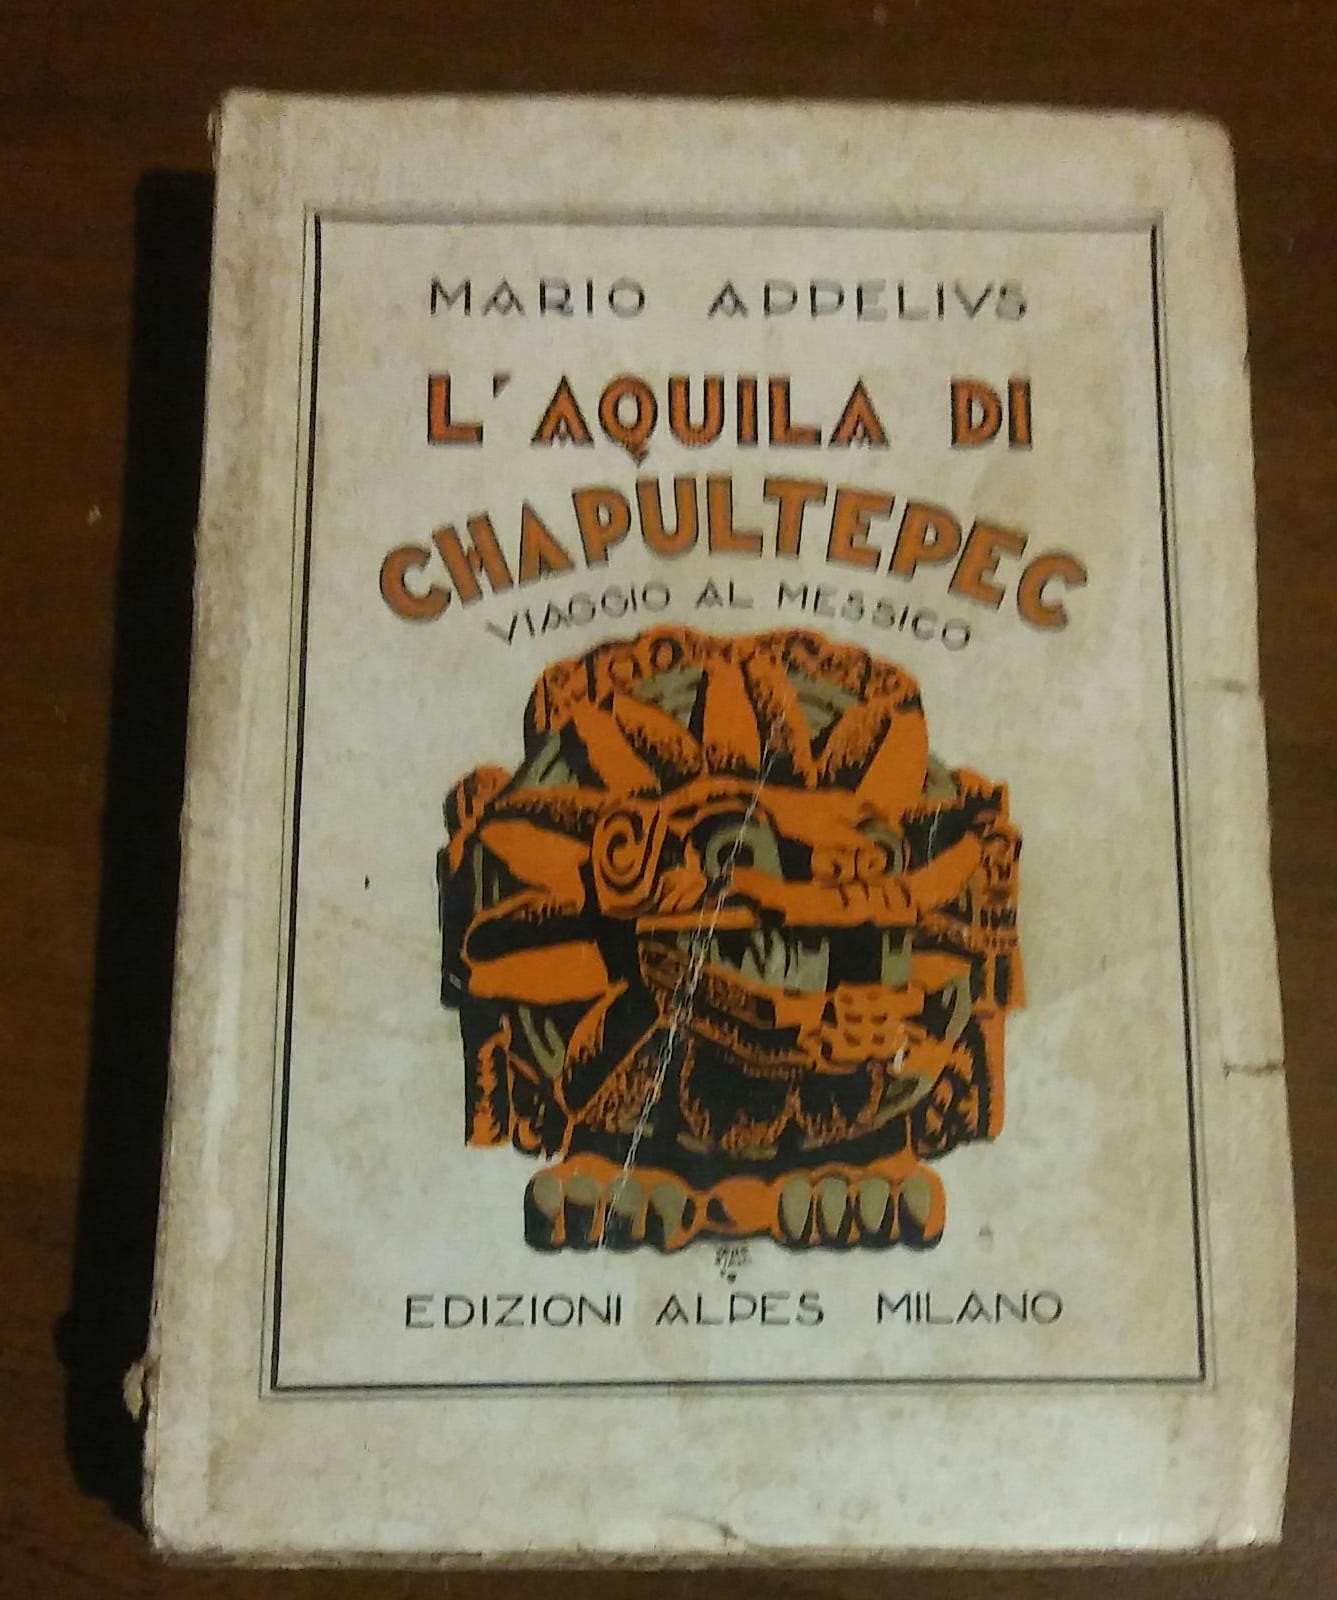 MARIO APPELIVS
L'AQUILA DI
CHAPULTEPEC
VIAGGIO AL MESSICO
EDIZIONI ALPES MILANO